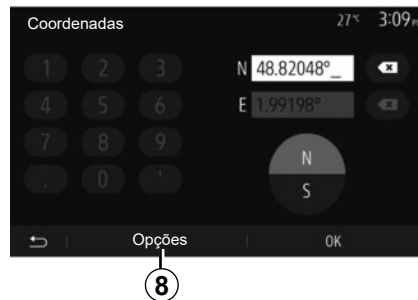 Coordenadas 27°C 3:09
1 2 3 N 48.82048°_
4 5 6 E 1.99198°
7 8 9 N
. 0 ' S
Opções OK
8